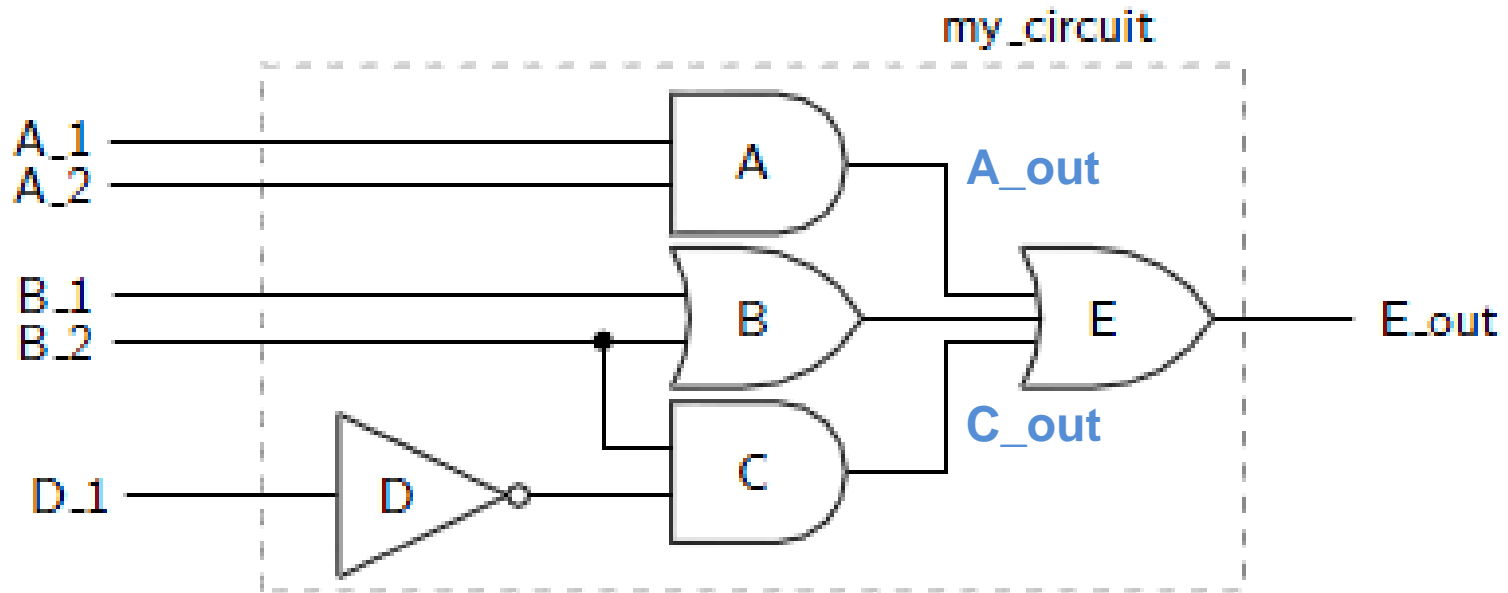 my_circuit
A_1
A_2
A
A_out
B_1
B_2
B
E
E_out
C_out
D_1
D
C